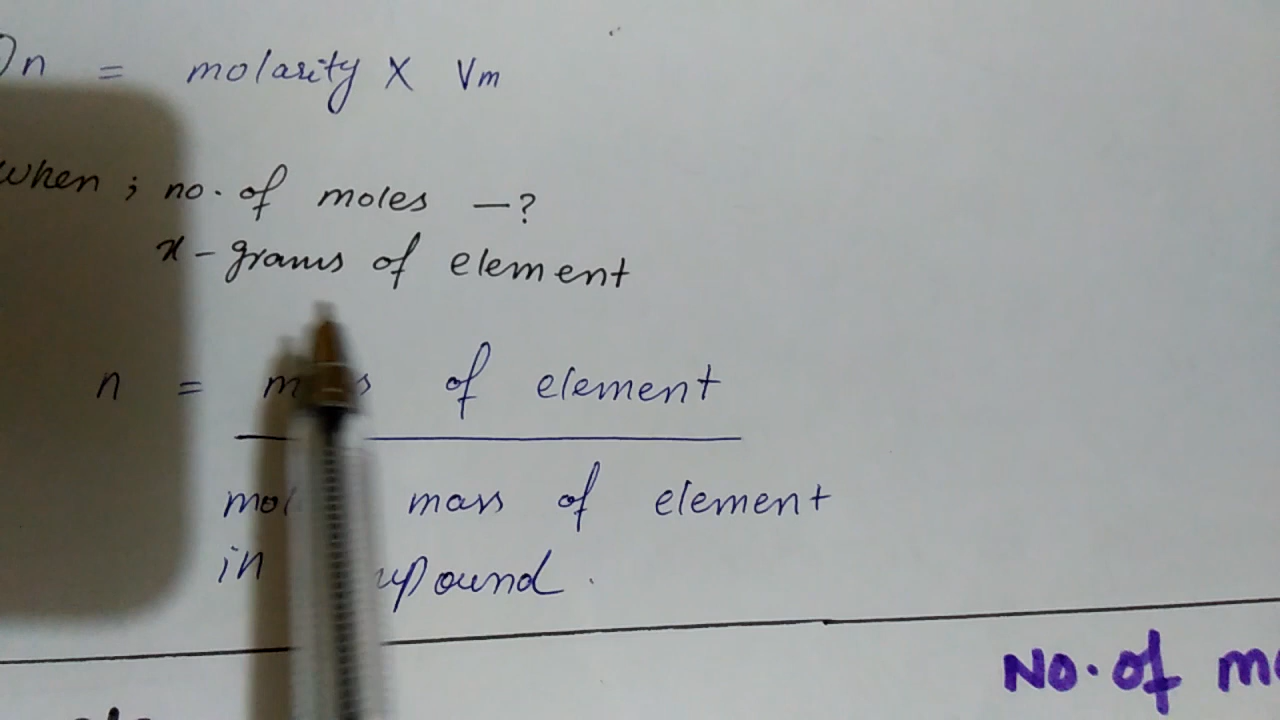 n = molarity X Vm
when ; no. of moles —?
x - grams of element
n = of element
mass of element
in
No. of